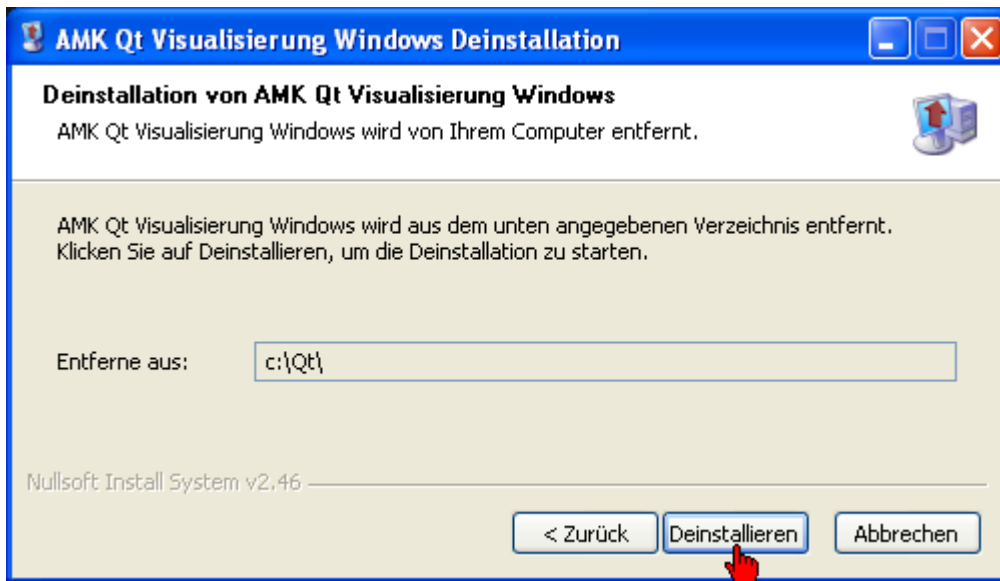 AMK Qt Visualisierung Windows Deinstallation
Deinstallation von AMK Qt Visualisierung Windows
AMK Qt Visualisierung Windows wird von Ihrem Computer entfernt.
AMK Qt Visualisierung Windows wird aus dem unten angegebenen Verzeichnis entfernt.
Klicken Sie auf Deinstallieren, um die Deinstallation zu starten.
Entferne aus: c:\Qt\
Nullsoft Install System v2.46
< Zurück Deinstallieren Abbrechen